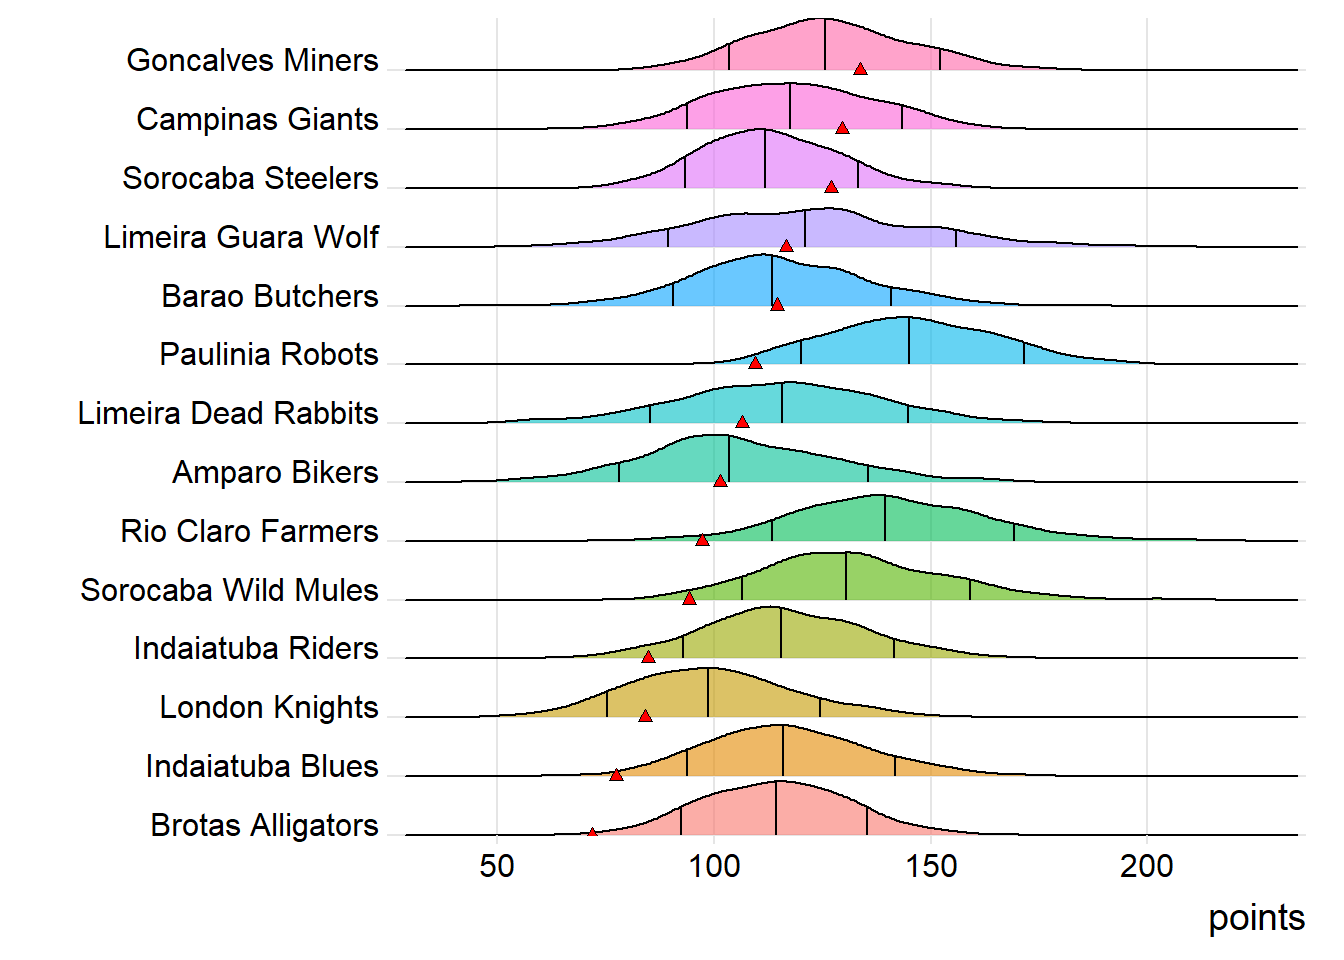 Goncalves Miners
Campinas Giants
Sorocaba Steelers
Limeira Guara Wolf
Barao Butchers
Paulinia Robots
Limeira Dead Rabbits
Amparo Bikers
Rio Claro Farmers
Sorocaba Wild Mules
Indaiatuba Riders
London Knights
Indaiatuba Blues
Brotas Alligators
50 100 150 200
points